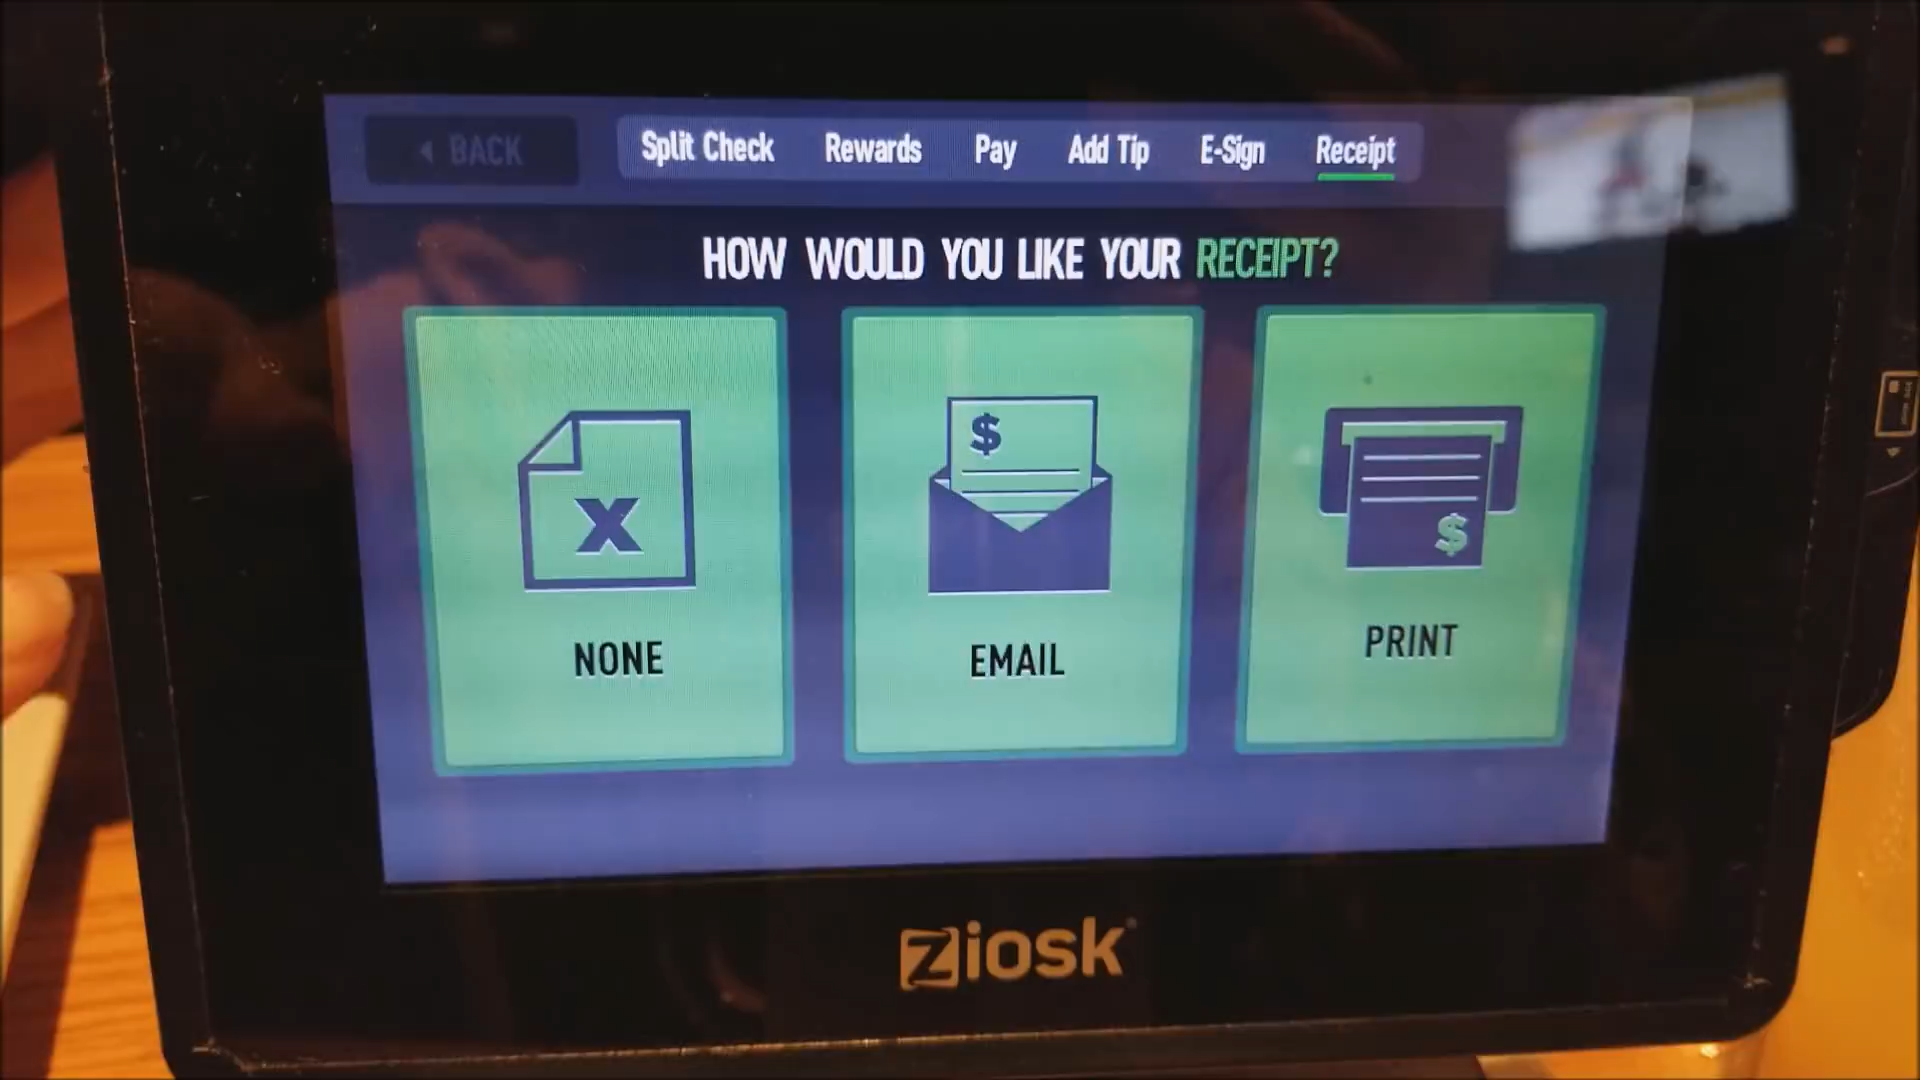 BACK Split Check Rewards Pay Add Tip E-Sign Receipt
HOW WOULD YOU LIKE YOUR RECEIPT?
X $ $
NONE EMAIL PRINT
ziosk